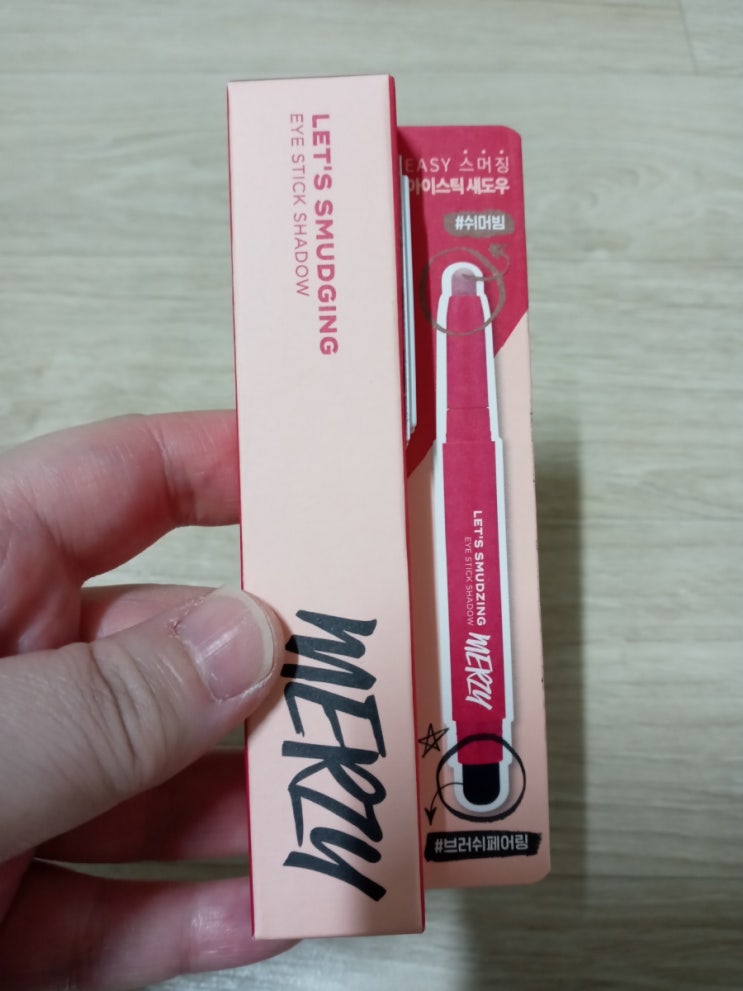 LET'S SMUDGING
EYE STICK SHADOW
MERZY
EASY 스머징
아이스틱 섀도우
#쉬머빔
LET'S SMUDZING
EYE STICK SHADOW
MERZY
#브러쉬페어링